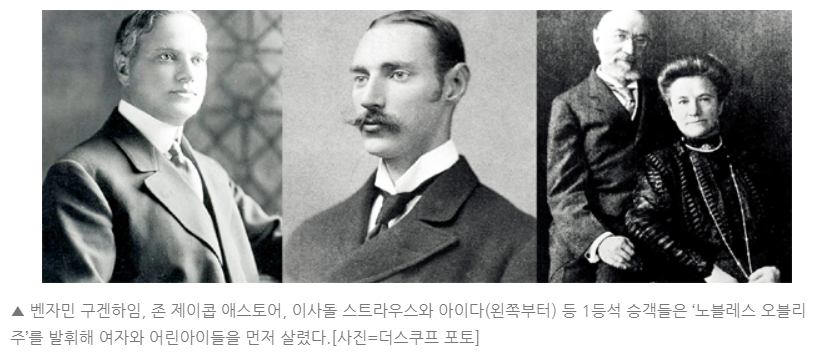 ▲ 벤자민 구겐하임, 존 제이콥 애스토어, 이사돌 스트라우스와 아이다(왼쪽부터) 등 1등석 승객들은 ‘노블레스 오블리
주’를 발휘해 여자와 어린아이들을 먼저 살렸다.[사진=더스쿠프 포토]